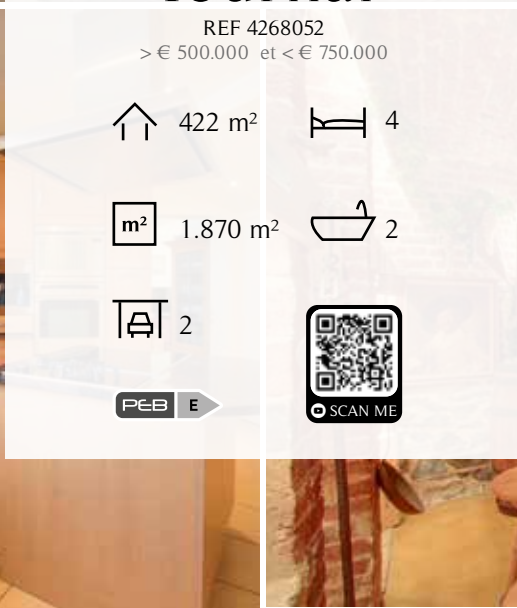 REF 4268052
> € 500.000 et < € 750.000
422 m²
4
m²
1.870 m²
2
2
PEB E
SCAN ME